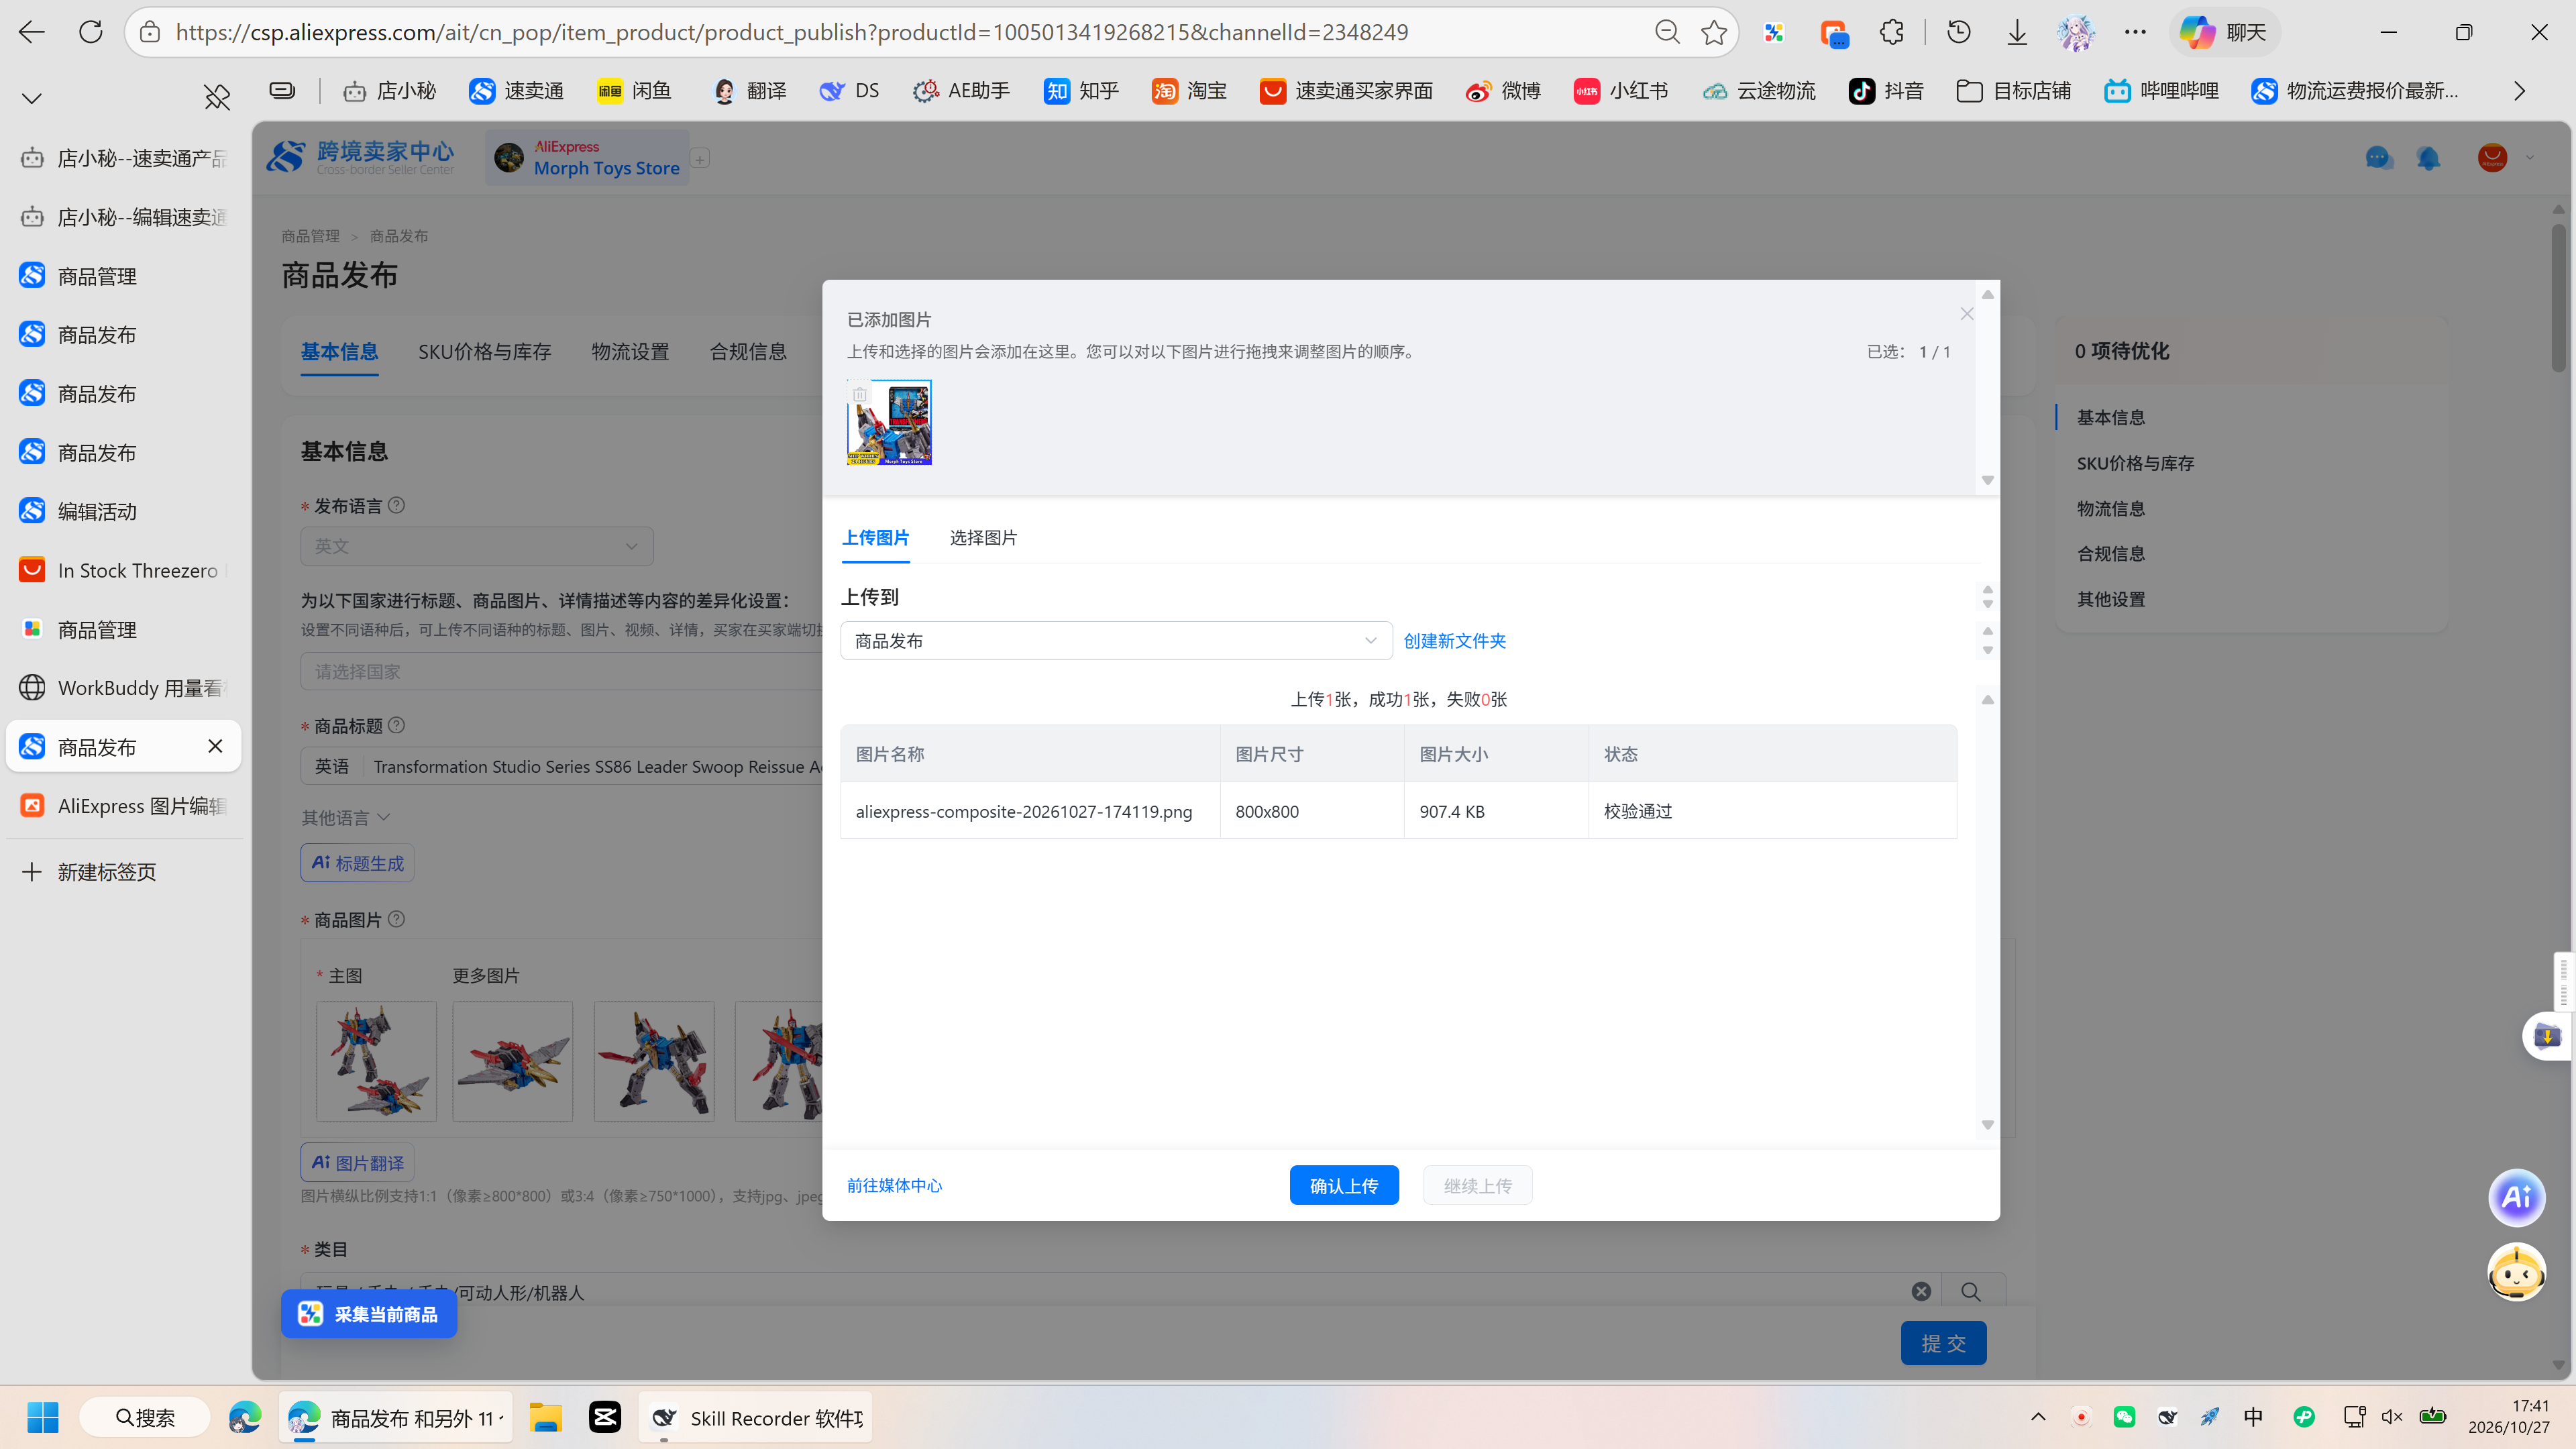 https://csp.aliexpress.com/ait/cn_pop/item_product/product_publish?productId=1005013419268215&channelId=2348249
聊天
店小秘
速卖通
闲鱼
翻译
DS
AE助手
知乎
淘宝
速卖通买家界面
微博
小红书
云途物流
抖音
目标店铺
哔哩哔哩
物流运费报价最新...
店小秘--速卖通产品
店小秘--编辑速卖通
商品管理
商品发布
商品发布
商品发布
编辑活动
In Stock Threezero
商品管理
WorkBuddy 用量看
商品发布
AliExpress 图片编辑
新建标签页
跨境卖家中心
Cross-border Seller Center
AliExpress
Morph Toys Store
商品管理 > 商品发布
商品发布
基本信息
SKU价格与库存
物流设置
合规信息
基本信息
* 发布语言
英文
为以下国家进行标题、商品图片、详情描述等内容的差异化设置：
设置不同语种后，可上传不同语种的标题、图片、视频、详情，买家在买家端切
请选择国家
* 商品标题
英语 Transformation Studio Series SS86 Leader Swoop Reissue A
其他语言
Ai 标题生成
* 商品图片
* 主图
更多图片
Ai 图片翻译
图片横纵比例支持1:1（像素≥800*800）或3:4（像素≥750*1000），支持jpg、jpeg
* 类目
/可动人形/机器人
采集当前商品
提 交
0 项待优化
基本信息
SKU价格与库存
物流信息
合规信息
其他设置
已添加图片
上传和选择的图片会添加在这里。您可以对以下图片进行拖拽来调整图片的顺序。
已选： 1 / 1
Morph Toys Store
上传图片
选择图片
上传到
商品发布
创建新文件夹
上传1张，成功1张，失败0张
图片名称 图片尺寸 图片大小 状态
aliexpress-composite-20261027-174119.png 800x800 907.4 KB 校验通过
前往媒体中心
确认上传
继续上传
Ai
搜索
商品发布 和另外 11
Skill Recorder 软件项
中
17:41
2026/10/27